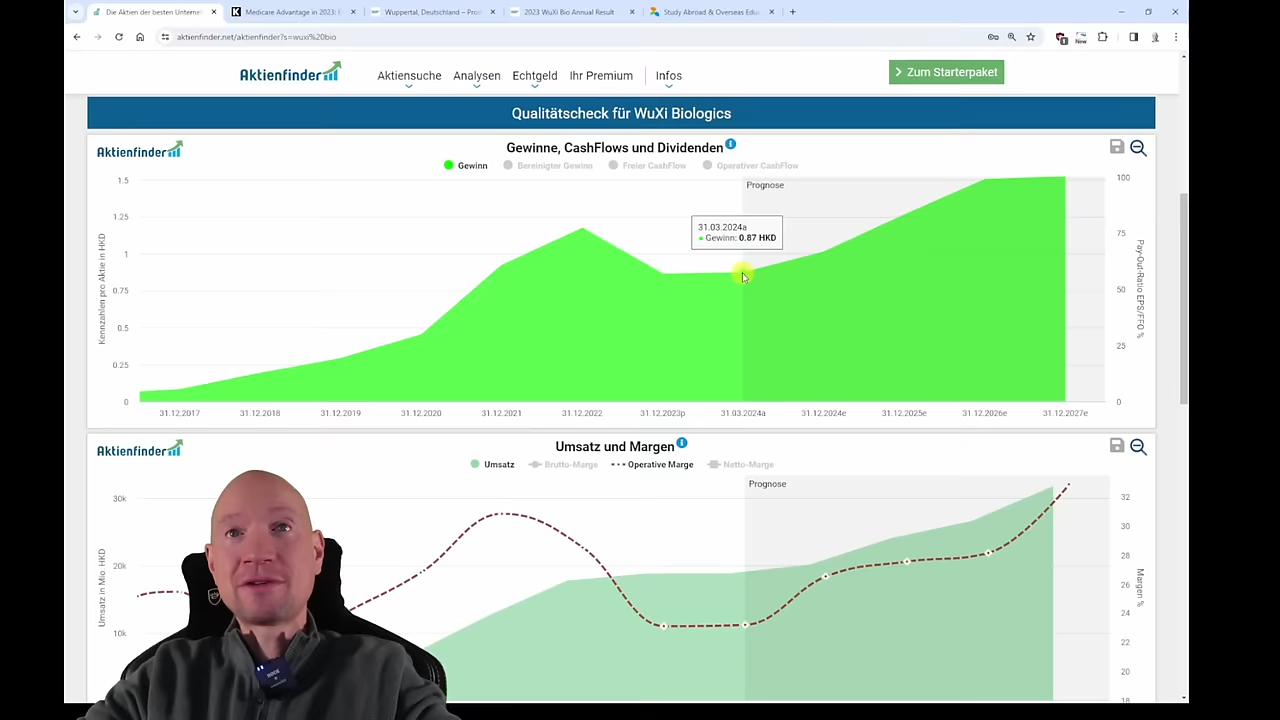 Die Aktien der besten Unterne
Medicare Advantage in 2023: E
Wuppertal, Deutschland – Pro
2023 WuXi Bio Annual Result
Study Abroad & Overseas Edu
aktienfinder.net/aktienfinder?s=wuxi%20bio
New
Aktienfinder
Aktiensuche
Analysen
Echtgeld
Ihr Premium
Infos
Zum Starterpaket
Qualitätscheck für WuXi Biologics
Aktienfinder
Gewinne, CashFlows und Dividenden
Gewinn
Bereinigter Gewinn
Freier CashFlow
Operativer CashFlow
Prognose
31.03.2024a
Gewinn: 0.87 HKD
Kennzahlen pro Aktie in HKD
1.5
1.25
1
0.75
0.5
0.25
0
100
75
50
25
0
Pay-Out-Ratio EPS/FFO %
31.12.2017
31.12.2018
31.12.2019
31.12.2020
31.12.2021
31.12.2022
31.12.2023p
31.03.2024a
31.12.2024e
31.12.2025e
31.12.2026e
31.12.2027e
Aktienfinder
Umsatz und Margen
Umsatz
Brutto-Marge
Operative Marge
Netto-Marge
Prognose
Umsatz in Mio. HKD
30k
20k
10k
32
30
28
26
24
22
20
18
Margen %